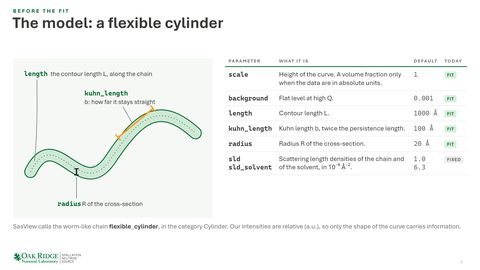 BEFORE THE FIT
The model: a flexible cylinder
length the contour length L, along the chain
kuhn_length
b: how far it stays straight
radius R of the cross-section
PARAMETER WHAT IT IS DEFAULT TODAY
scale Height of the curve. A volume fraction only when the data are in absolute units. 1 FIT
background Flat level at high Q. 0.001 FIT
length Contour length L. 1000 Å FIT
kuhn_length Kuhn length b, twice the persistence length. 100 Å FIT
radius Radius R of the cross-section. 20 Å FIT
sld Scattering length densities of the chain and 1.0 FIXED
sld_solvent of the solvent, in 10⁻⁶ Å⁻². 6.3
SasView calls the worm-like chain flexible_cylinder, in the category Cylinder. Our intensities are relative (a.u.), so only the shape of the curve carries information.
OAK RIDGE
National Laboratory
SPALLATION
NEUTRON
SOURCE